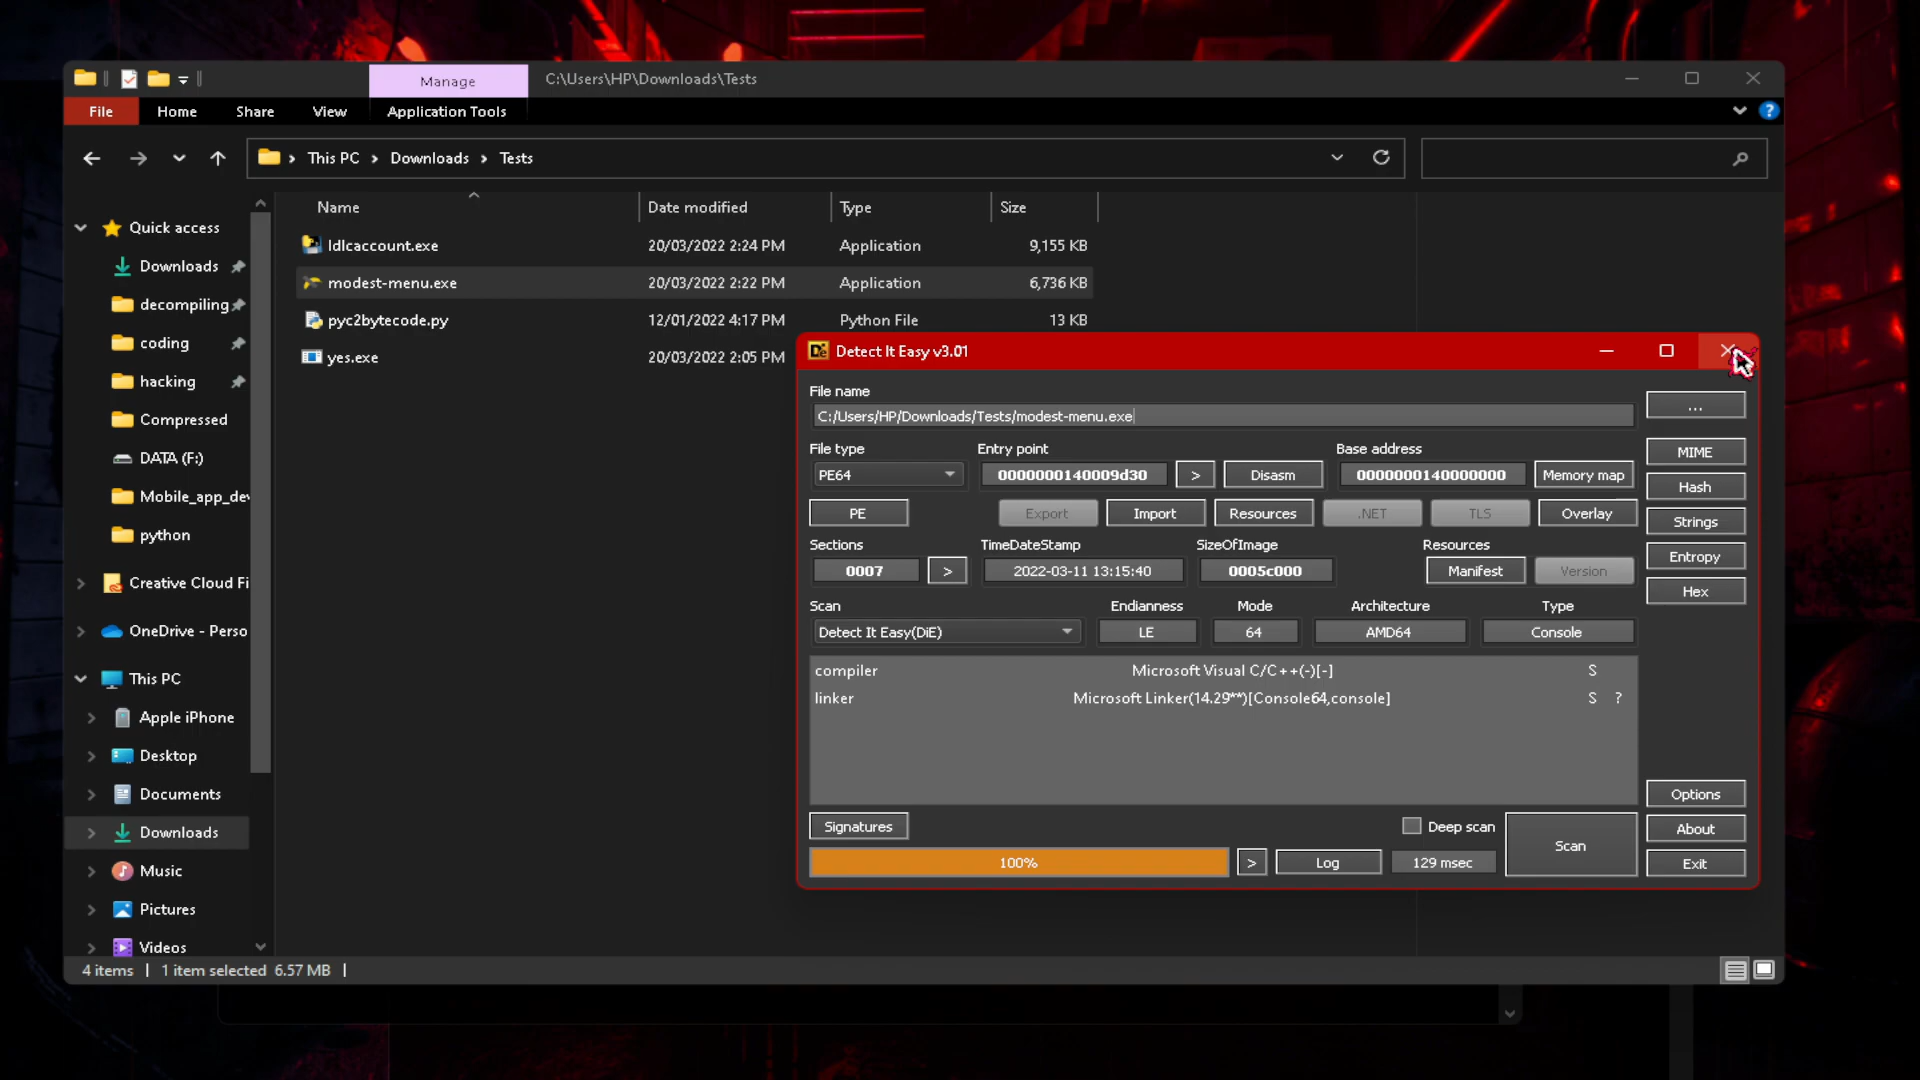 Manage C:\Users\HP\Downloads\Tests
File Home Share View Application Tools ?
This PC Downloads Tests
Name Date modified Type Size
ldlcaccount.exe 20/03/2022 2:24 PM Application 9,155 KB
modest-menu.exe 20/03/2022 2:22 PM Application 6,736 KB
pyc2bytecode.py 12/01/2022 4:17 PM Python File 13 KB
yes.exe 20/03/2022 2:05 PM
Quick access
Downloads
decompiling
coding
hacking
Compressed
DATA (F:)
Mobile_app_dev
python
Creative Cloud Fi
OneDrive - Perso
This PC
Apple iPhone
Desktop
Documents
Downloads
Music
Pictures
Videos
4 items 1 item selected 6.57 MB
Detect It Easy v3.01
File name
C:/Users/HP/Downloads/Tests/modest-menu.exe ...
File type Entry point Base address MIME
PE64 0000000140009d30 > Disasm 0000000140000000 Memory map
Hash
PE Export Import Resources .NET TLS Overlay
Strings
Sections TimeDateStamp SizeOfImage Resources
Entropy
0007 > 2022-03-11 13:15:40 0005c000 Manifest Version
Hex
Scan Endianness Mode Architecture Type
Detect It Easy(DiE) LE 64 AMD64 Console
compiler Microsoft Visual C/C++(-)[-] S
linker Microsoft Linker(14.29**)[Console64,console] S ?
Options
Signatures Deep scan Scan About
100% > Log 129 msec Exit